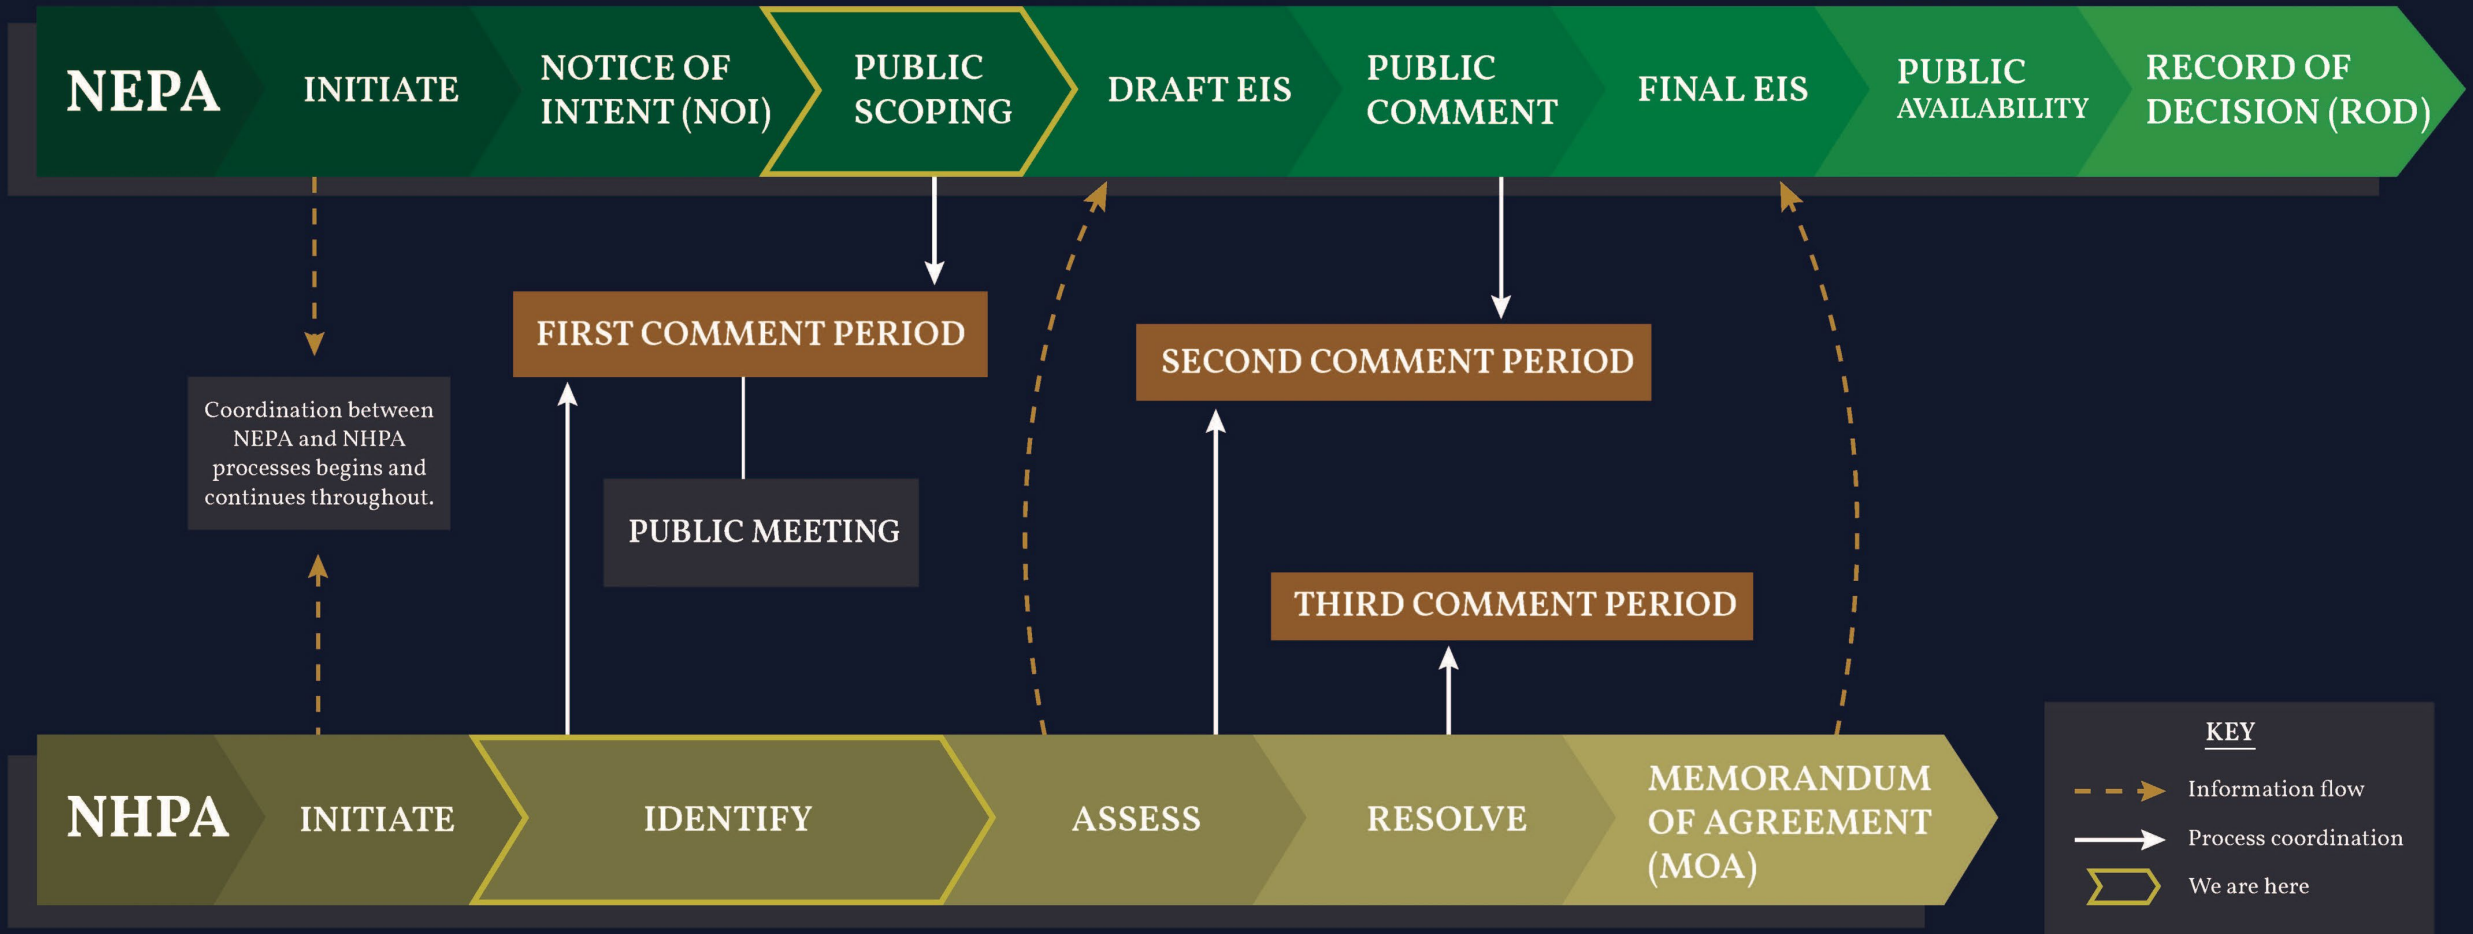 NEPA
INITIATE
NOTICE OF
INTENT (NOI)
PUBLIC
SCOPING
DRAFT EIS
PUBLIC
COMMENT
FINAL EIS
PUBLIC
AVAILABILITY
RECORD OF
DECISION (ROD)
FIRST COMMENT PERIOD
SECOND COMMENT PERIOD
Coordination between
NEPA and NHPA
processes begins and
continues throughout.
PUBLIC MEETING
THIRD COMMENT PERIOD
NHPA
INITIATE
IDENTIFY
ASSESS
RESOLVE
MEMORANDUM
OF AGREEMENT
(MOA)
KEY
Information flow
Process coordination
We are here